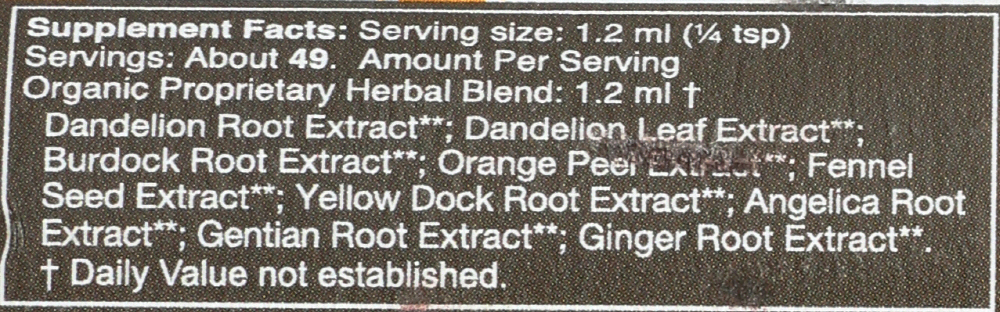 Supplement Facts: Serving size: 1.2 ml (¼ tsp)
Servings: About 49. Amount Per Serving
Organic Proprietary Herbal Blend: 1.2 ml †
Dandelion Root Extract**; Dandelion Leaf Extract**;
Burdock Root Extract**; Orange Peel Extract**; Fennel
Seed Extract**; Yellow Dock Root Extract**; Angelica Root
Extract**; Gentian Root Extract**; Ginger Root Extract**.
† Daily Value not established.